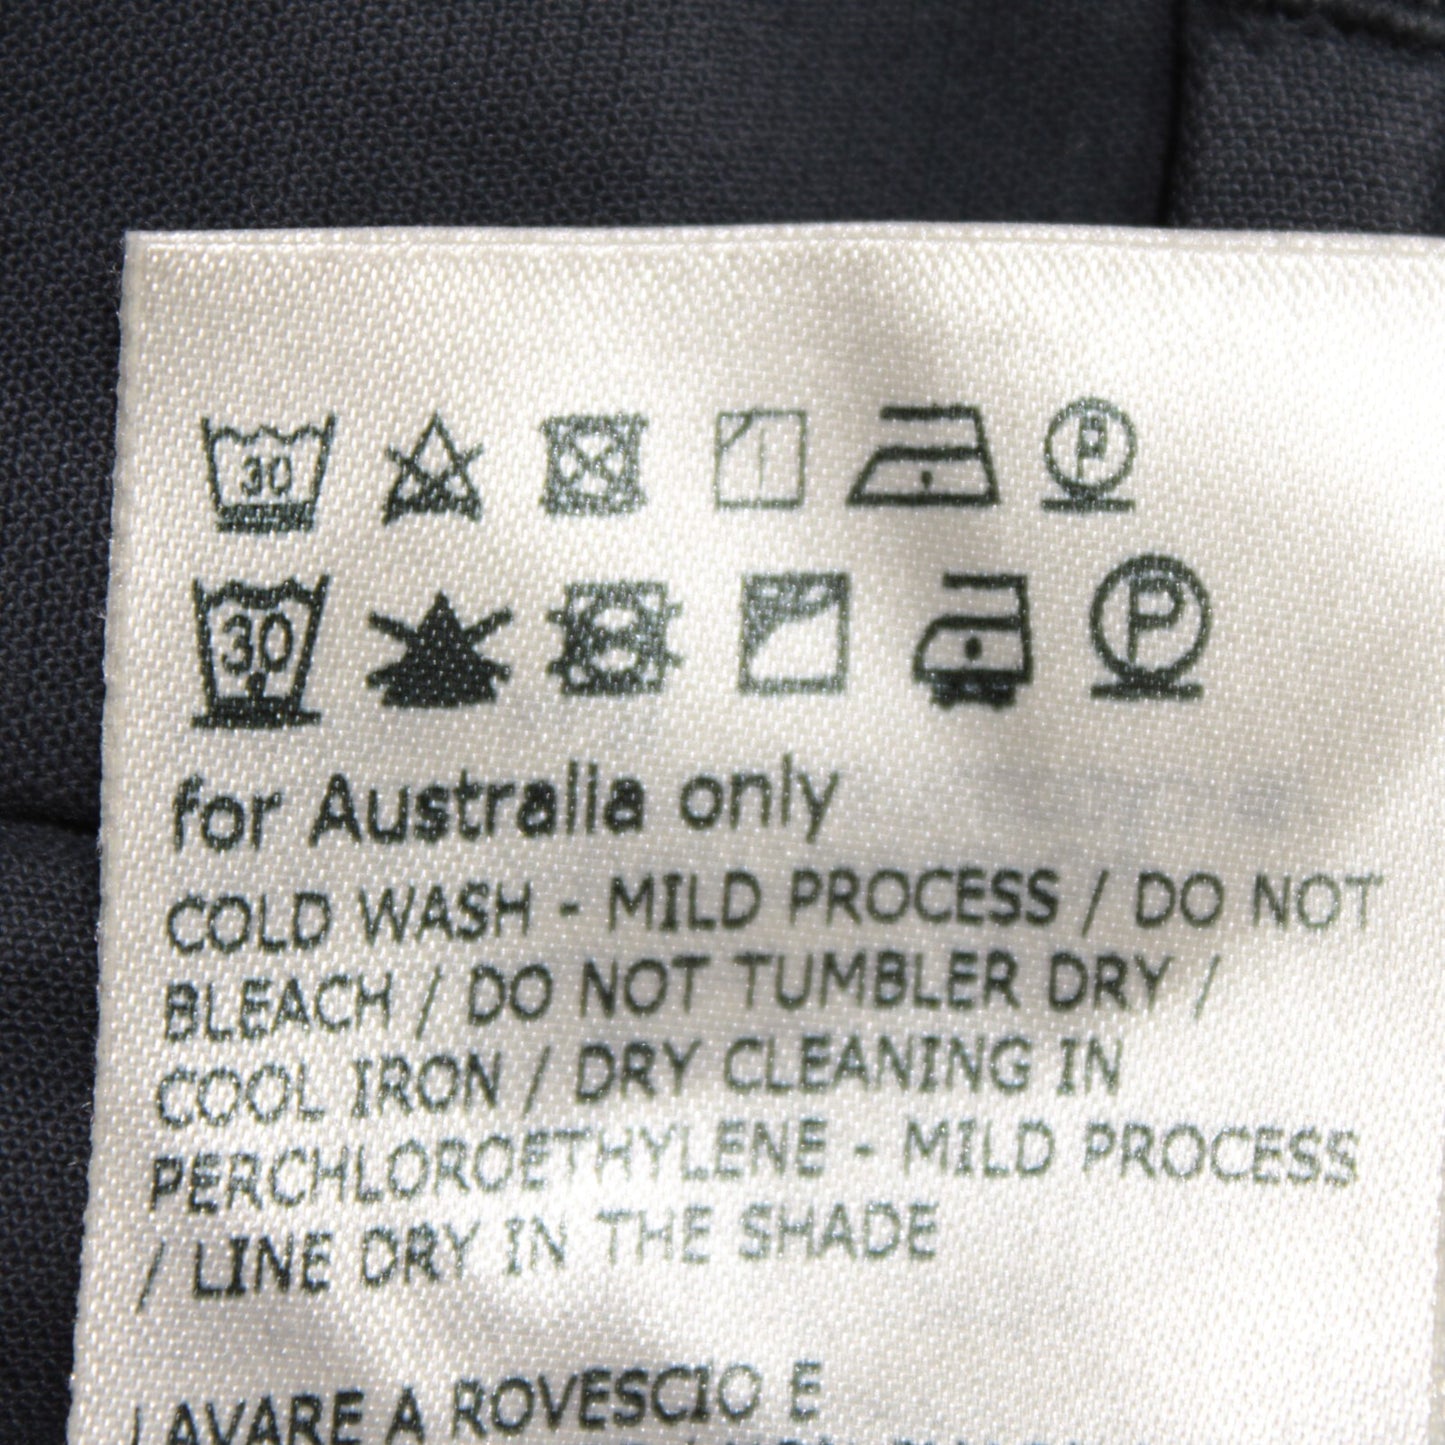 30 P
30 P
for Australia only
COLD WASH - MILD PROCESS / DO NOT
BLEACH / DO NOT TUMBLER DRY /
COOL IRON / DRY CLEANING IN
PERCHLOROETHYLENE - MILD PROCESS
/ LINE DRY IN THE SHADE
LAVARE A ROVESCIO E